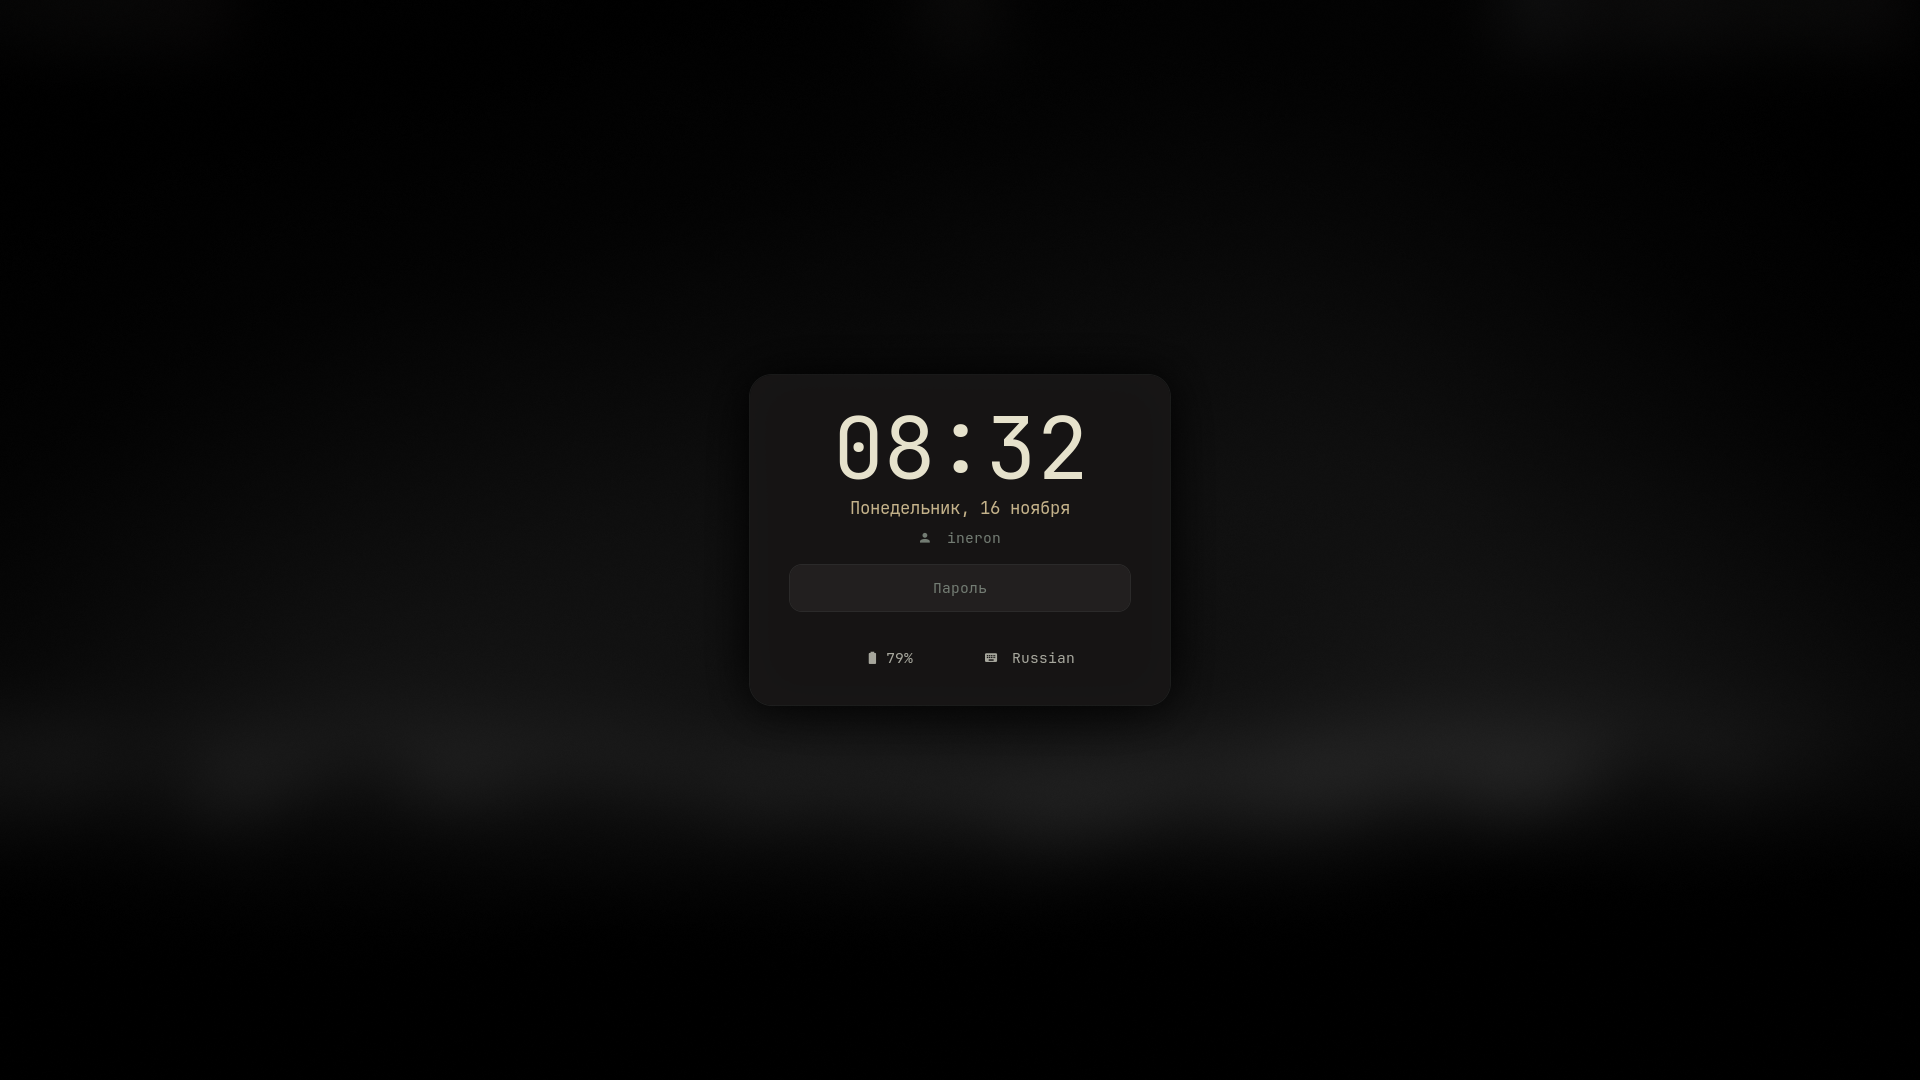 08:32
Понедельник, 16 ноября
ineron
Пароль
79% Russian